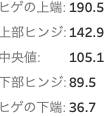 ヒゲの上端: 190.5
上部ヒンジ: 142.9
中央値: 105.1
下部ヒンジ: 89.5
ヒゲの下端: 36.7